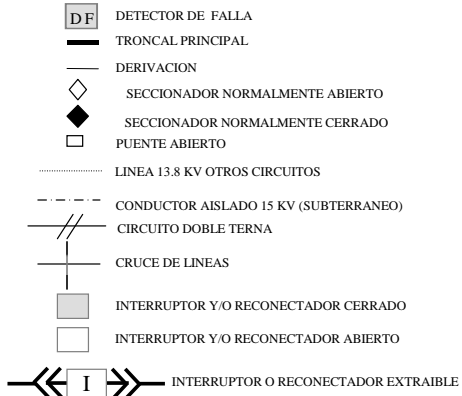 DF DETECTOR DE FALLA
TRONCAL PRINCIPAL
DERIVACION
SECCIONADOR NORMALMENTE ABIERTO
SECCIONADOR NORMALMENTE CERRADO
PUENTE ABIERTO
LINEA 13.8 KV OTROS CIRCUITOS
CONDUCTOR AISLADO 15 KV (SUBTERRANEO)
CIRCUITO DOBLE TERNA
CRUCE DE LINEAS
INTERRUPTOR Y/O RECONECTADOR CERRADO
INTERRUPTOR Y/O RECONECTADOR ABIERTO
I INTERRUPTOR O RECONECTADOR EXTRAIBLE